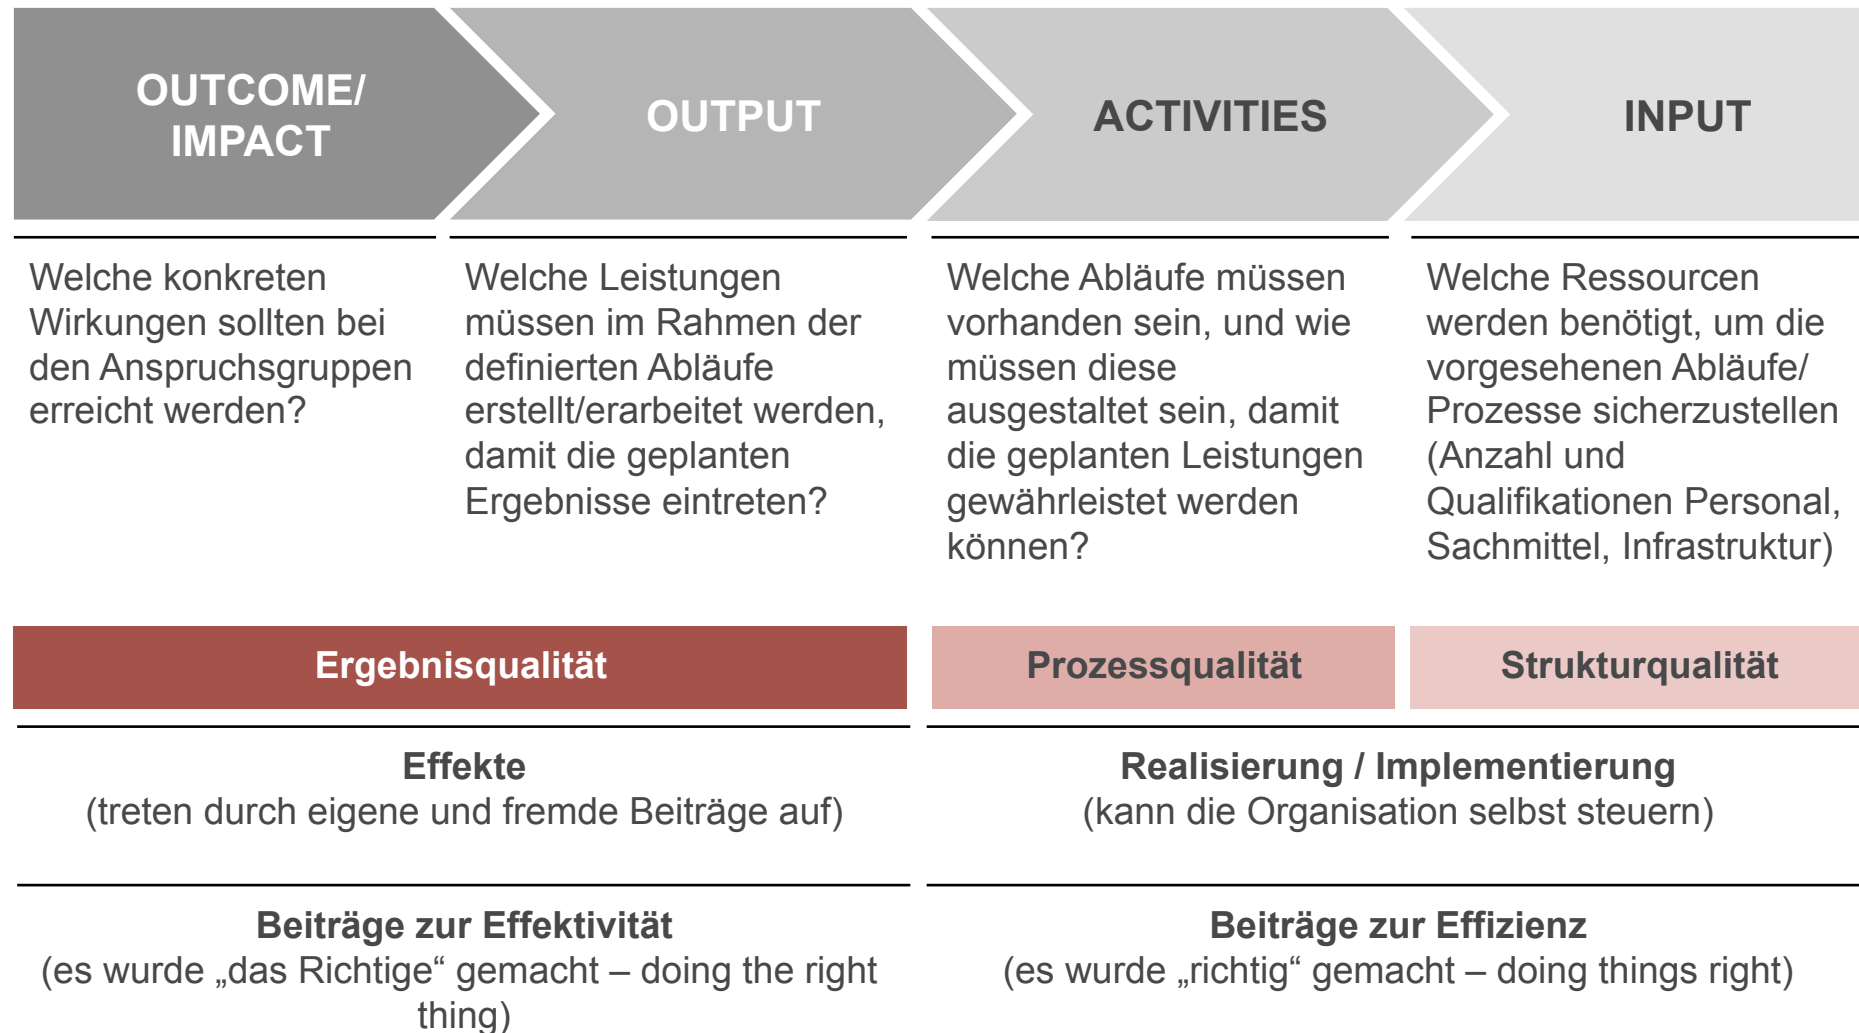 OUTCOME/
IMPACT
OUTPUT
ACTIVITIES
INPUT
Welche konkreten
Wirkungen sollten bei
den Anspruchsgruppen
erreicht werden?
Welche Leistungen
müssen im Rahmen der
definierten Abläufe
erstellt/erarbeitet werden,
damit die geplanten
Ergebnisse eintreten?
Welche Abläufe müssen
vorhanden sein, und wie
müssen diese
ausgestaltet sein, damit
die geplanten Leistungen
gewährleistet werden
können?
Welche Ressourcen
werden benötigt, um die
vorgesehenen Abläufe/
Prozesse sicherzustellen
(Anzahl und
Qualifikationen Personal,
Sachmittel, Infrastruktur)
Ergebnisqualität
Prozessqualität
Strukturqualität
Effekte
(treten durch eigene und fremde Beiträge auf)
Realisierung / Implementierung
(kann die Organisation selbst steuern)
Beiträge zur Effektivität
(es wurde „das Richtige“ gemacht – doing the right
thing)
Beiträge zur Effizienz
(es wurde „richtig“ gemacht – doing things right)